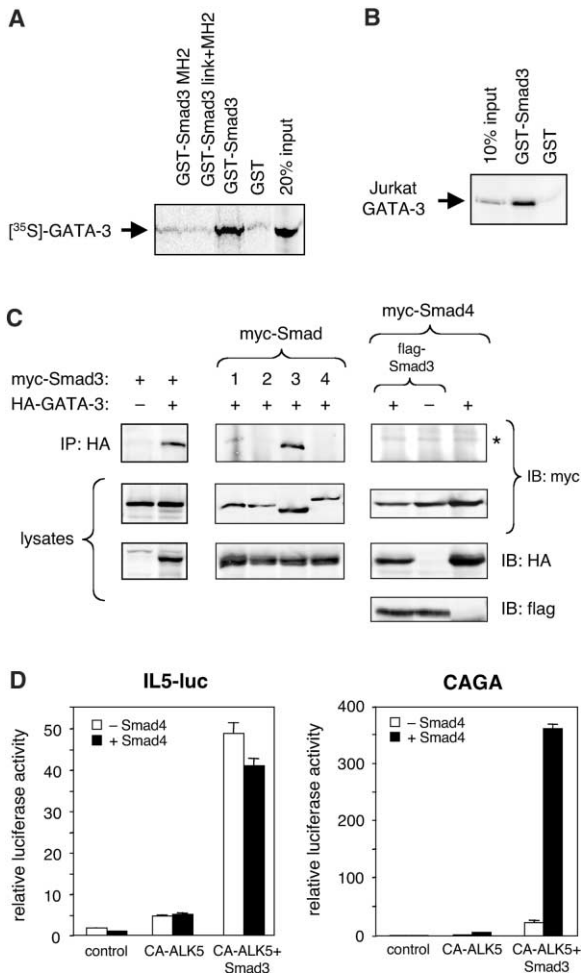 A
GST-Smad3 MH2
GST-Smad3 link+MH2
GST-Smad3
GST
20% input
[³⁵S]-GATA-3
B
10% input
GST-Smad3
GST
Jurkat
GATA-3
C
myc-Smad
myc-Smad4
flag-
Smad3
myc-Smad3: + + 1 2 3 4
HA-GATA-3: – + + + + + + – +
IP: HA
*
IB: myc
lysates
IB: HA
IB: flag
D
IL5-luc
– Smad4
+ Smad4
relative luciferase activity
50
40
30
20
10
5
0
control CA-ALK5 CA-ALK5+
Smad3
CAGA
– Smad4
+ Smad4
relative luciferase activity
400
300
200
100
50
0
control CA-ALK5 CA-ALK5+
Smad3